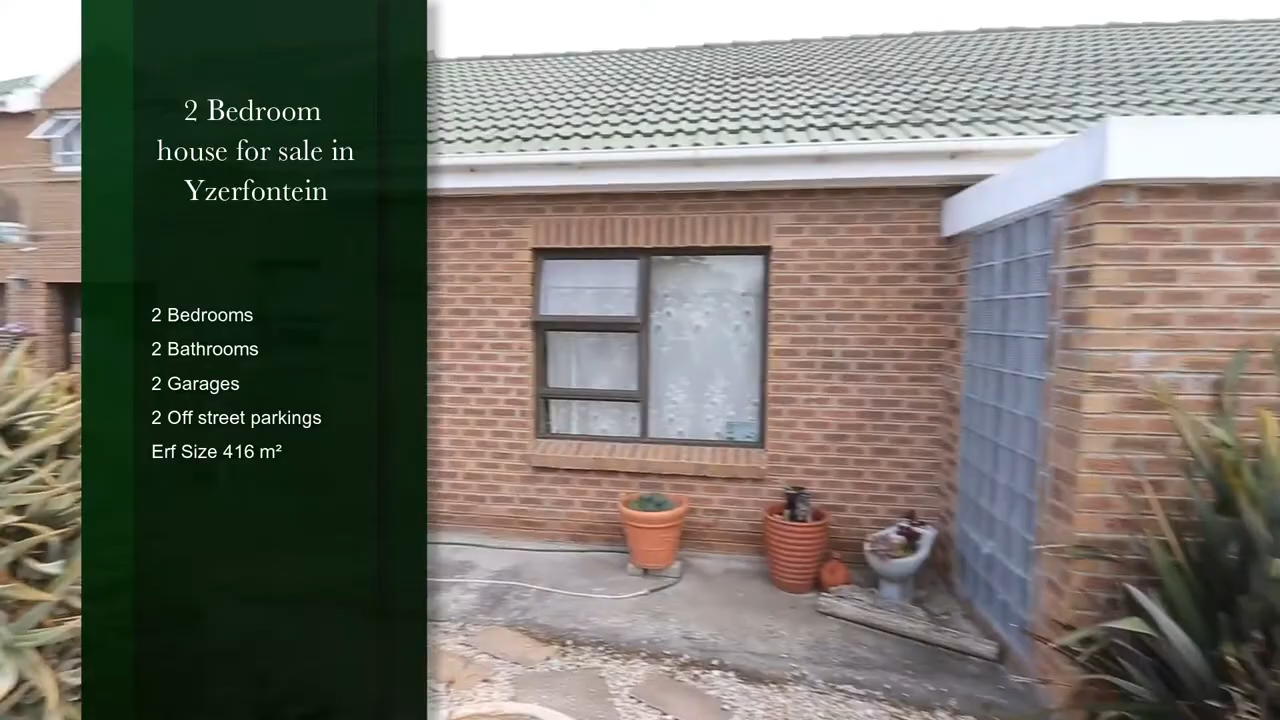 2 Bedroom
house for sale in
Yzerfontein
2 Bedrooms
2 Bathrooms
2 Garages
2 Off street parkings
Erf Size 416 m²